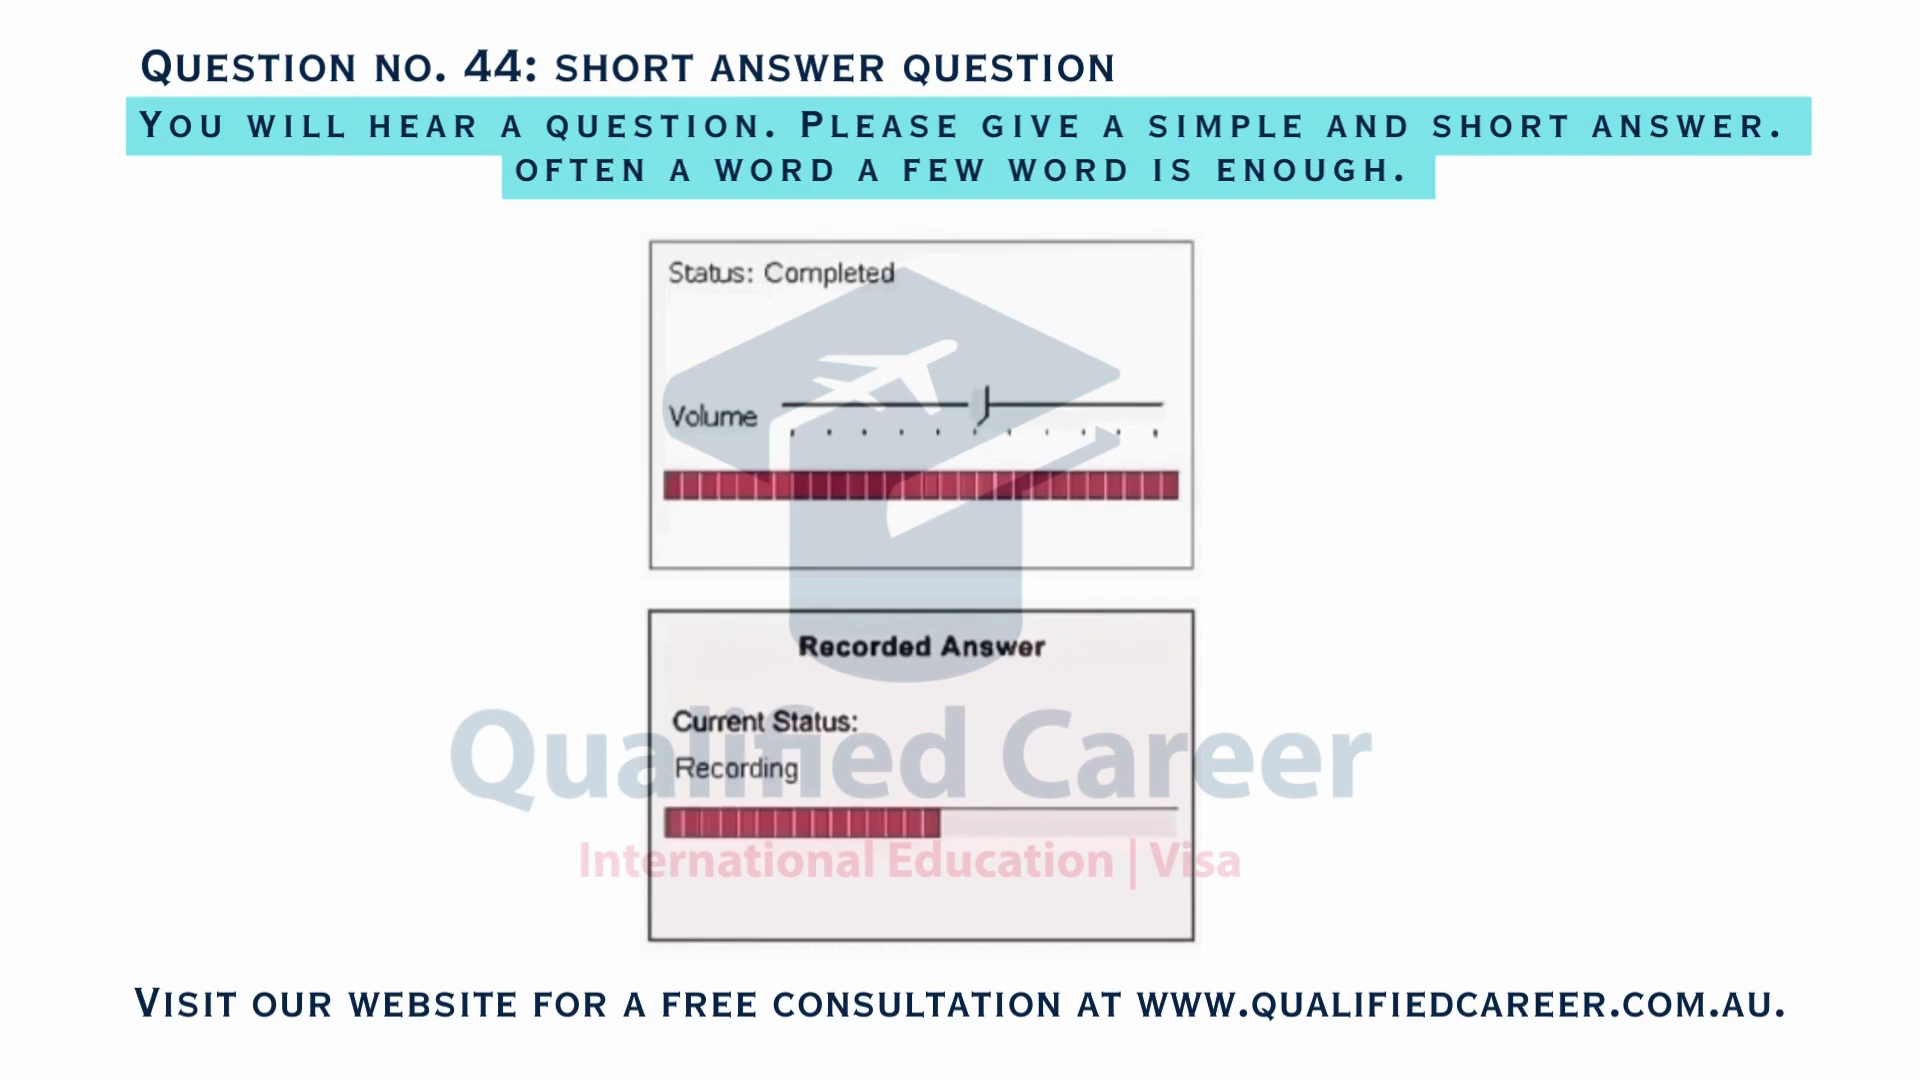 Question no. 44: short answer question
You will hear a question. Please give a simple and short answer.
often a word a few word is enough.
Status: Completed
Volume
Recorded Answer
Current Status:
Recording
Qualified Career
International Education | Visa
Visit our website for a free consultation at www.qualifiedcareer.com.au.